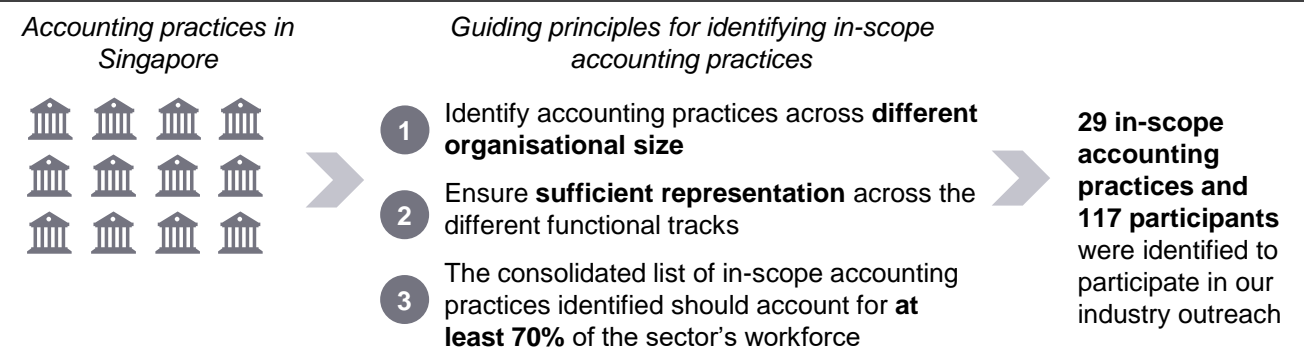 Accounting practices in
Singapore
Guiding principles for identifying in-scope
accounting practices
1
Identify accounting practices across different
organisational size
2
Ensure sufficient representation across the
different functional tracks
3
The consolidated list of in-scope accounting
practices identified should account for at
least 70% of the sector's workforce
29 in-scope
accounting
practices and
117 participants
were identified to
participate in our
industry outreach